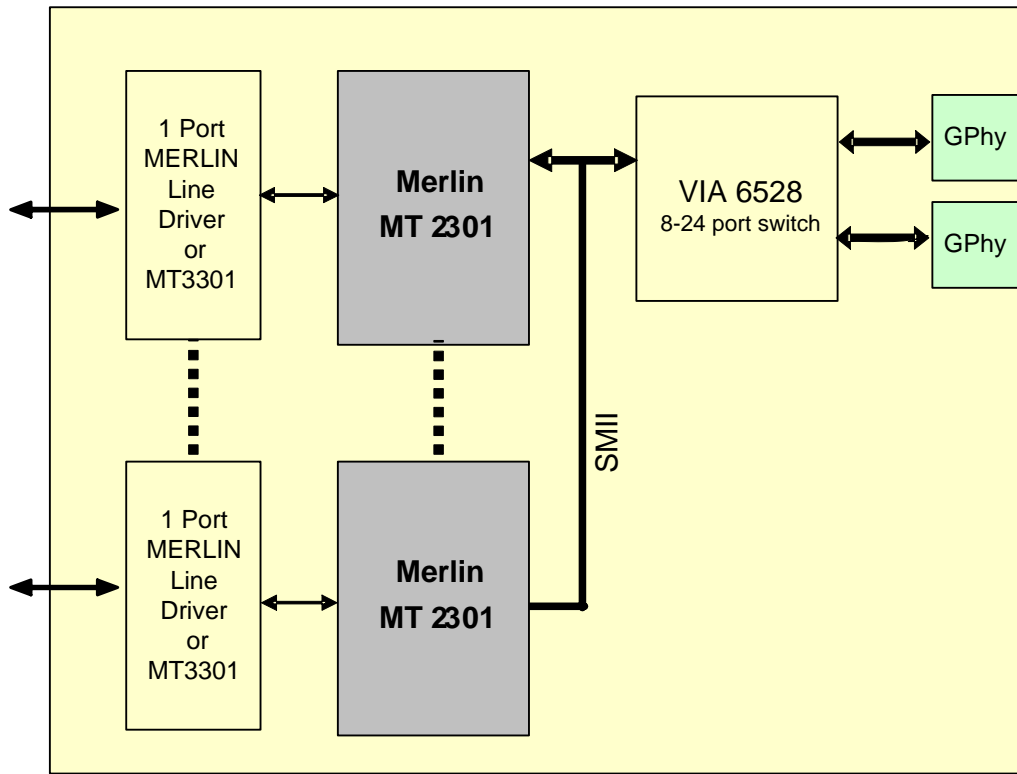 1 Port
MERLIN
Line
Driver
or
MT3301
Merlin
MT 2301
VIA 6528
8-24 port switch
GPhy
GPhy
SMII
1 Port
MERLIN
Line
Driver
or
MT3301
Merlin
MT 2301